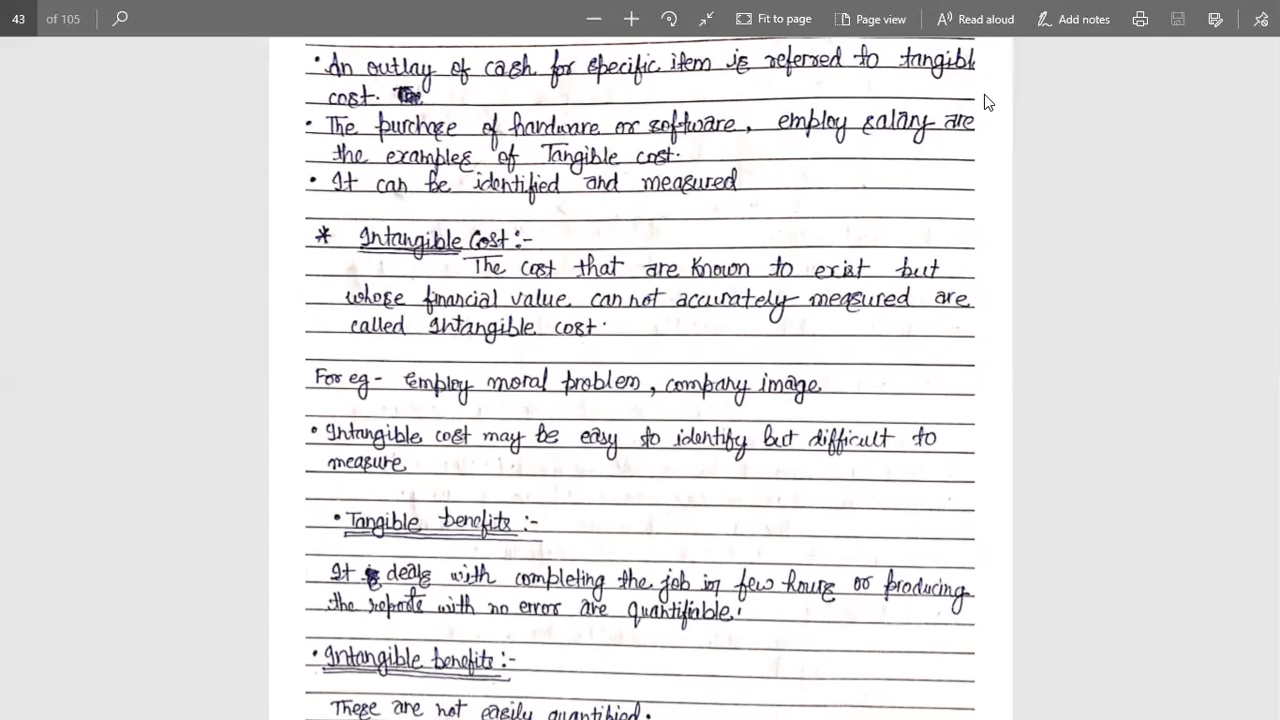 43 of 105 Fit to page Page view Read aloud Add notes
• An outlay of cash for specific item is referred to tangible
cost.
• The purchase of hardware or software, employ salary are
the examples of Tangible cost.
• It can be identified and measured
* Intangible Cost :-
The cost that are known to exist but
whose financial value can not accurately measured are
called Intangible cost.
For eg - employ moral problem, company image
• Intangible cost may be easy to identify but difficult to
measure
• Tangible benefits :-
It deals with completing the job in few hours or producing
the reports with no error are quantifiable.
• Intangible benefits :-
These are not easily quantified.